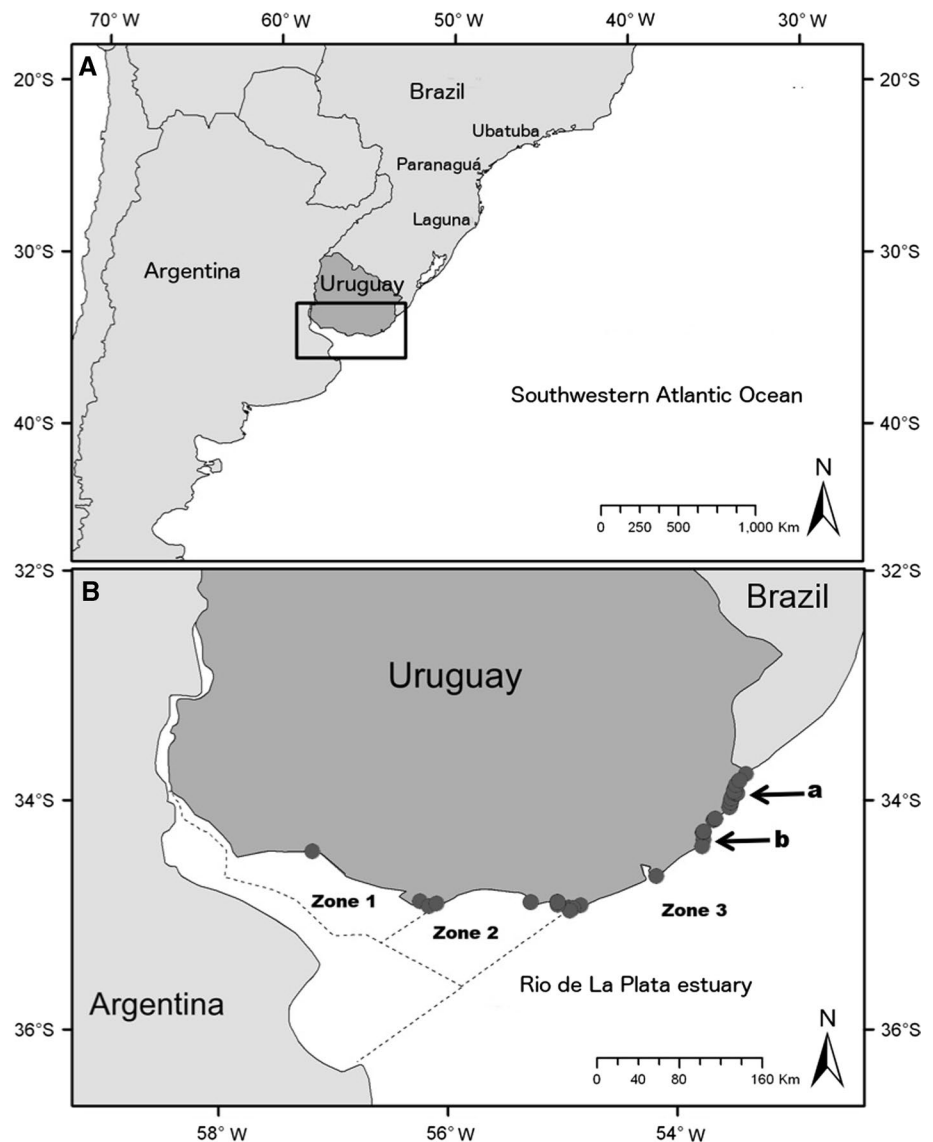 70° W 60° W 50° W 40° W 30° W
A
20°S 20°S
Brazil
Ubatuba
Paranaguá
Laguna
30°S 30°S
Argentina
Uruguay
Southwestern Atlantic Ocean
40°S 40°S
N
0 250 500 1,000 Km
32°S 32°S
B
Brazil
Uruguay
34°S a 34°S
b
Zone 1
Zone 3
Zone 2
Rio de La Plata estuary
Argentina
N
36°S 36°S
0 40 80 160 Km
58° W 56° W 54° W